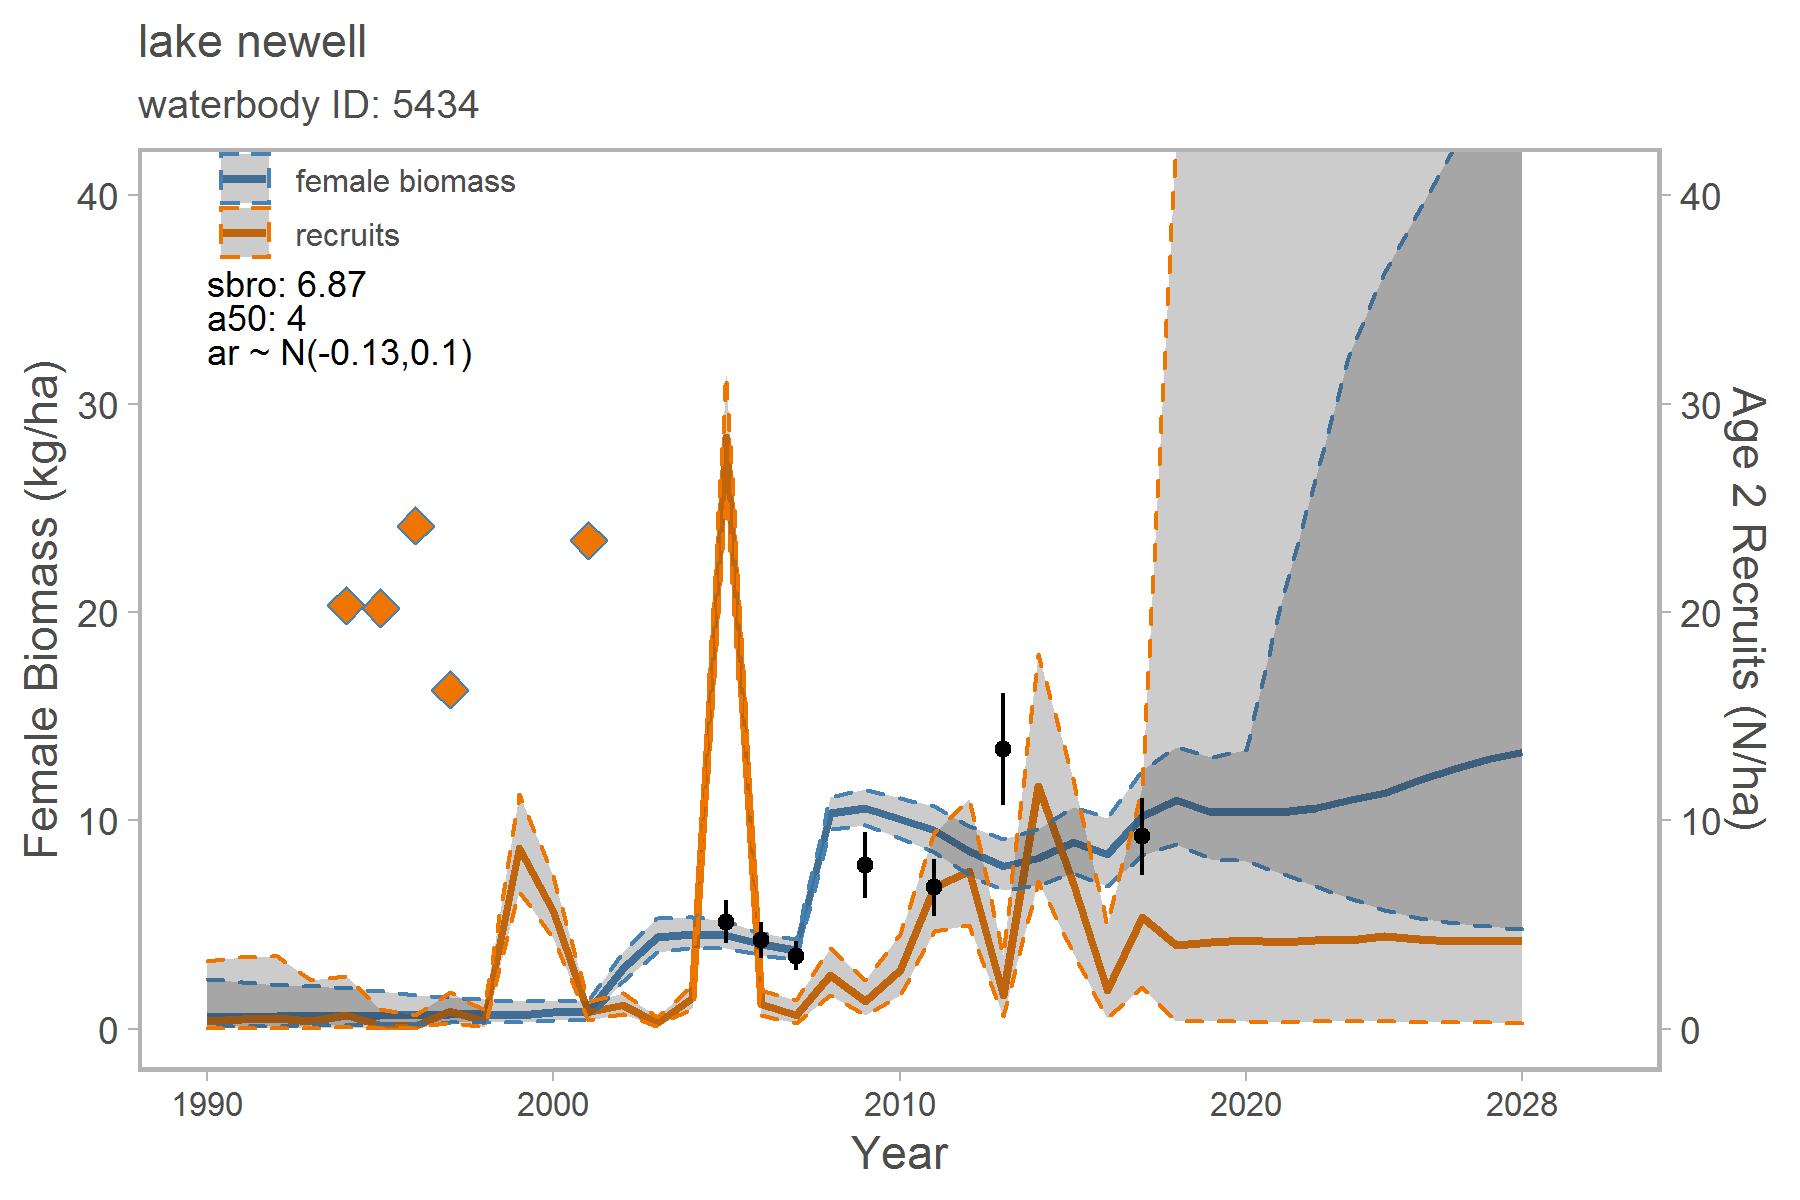 lake newell
waterbody ID: 5434
female biomass
recruits
sbro: 6.87
a50: 4
ar ~ N(-0.13,0.1)
Female Biomass (kg/ha)
40
30
20
10
0
40
30
20
10
0
Age 2 Recruits (N/ha)
1990
2000
2010
2020
2028
Year